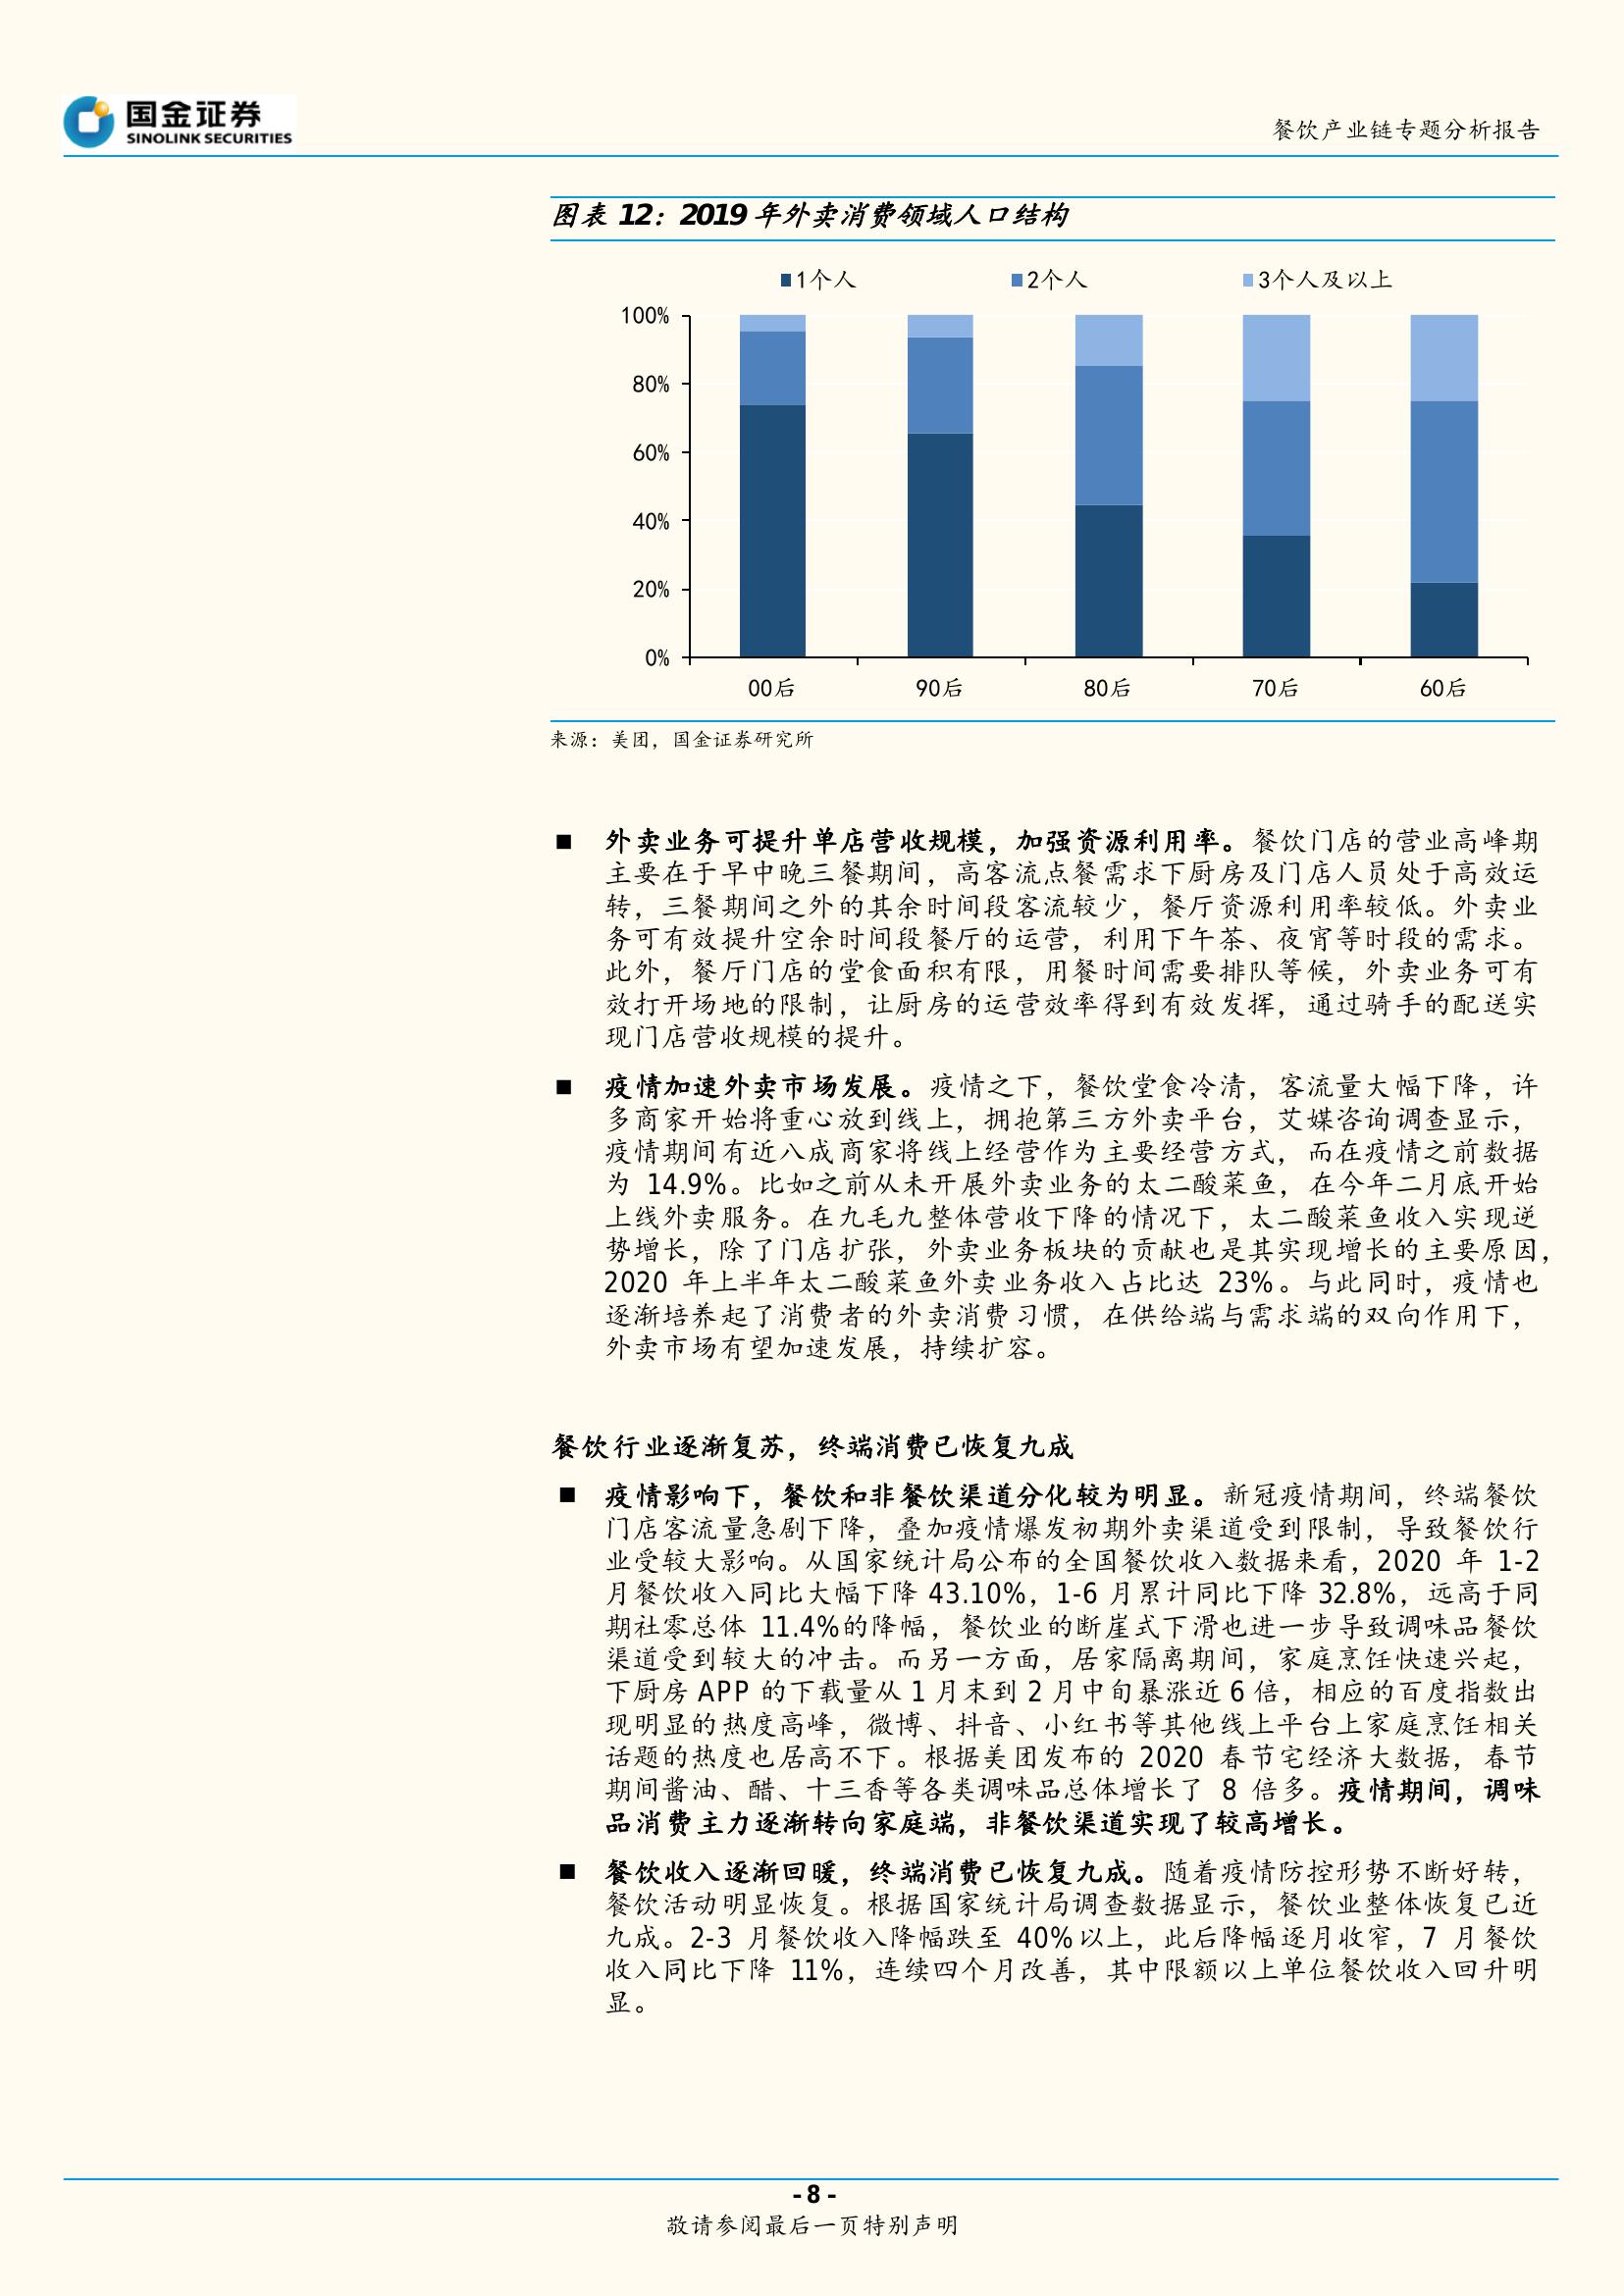 国金证券
SINOLINK SECURITIES
餐饮产业链专题分析报告
图表 12：2019 年外卖消费领域人口结构
1个人 2个人 3个人及以上
100%
80%
60%
40%
20%
0%
00后 90后 80后 70后 60后
来源：美团，国金证券研究所
■ 外卖业务可提升单店营收规模，加强资源利用率。餐饮门店的营业高峰期
主要在于早中晚三餐期间，高客流点餐需求下厨房及门店人员处于高效运
转，三餐期间之外的其余时间段客流较少，餐厅资源利用率较低。外卖业
务可有效提升空余时间段餐厅的运营，利用下午茶、夜宵等时段的需求。
此外，餐厅门店的堂食面积有限，用餐时间需要排队等候，外卖业务可有
效打开场地的限制，让厨房的运营效率得到有效发挥，通过骑手的配送实
现门店营收规模的提升。
■ 疫情加速外卖市场发展。疫情之下，餐饮堂食冷清，客流量大幅下降，许
多商家开始将重心放到线上，拥抱第三方外卖平台，艾媒咨询调查显示，
疫情期间有近八成商家将线上经营作为主要经营方式，而在疫情之前数据
为 14.9%。比如之前从未开展外卖业务的太二酸菜鱼，在今年二月底开始
上线外卖服务。在九毛九整体营收下降的情况下，太二酸菜鱼收入实现逆
势增长，除了门店扩张，外卖业务板块的贡献也是其实现增长的主要原因，
2020 年上半年太二酸菜鱼外卖业务收入占比达 23%。与此同时，疫情也
逐渐培养起了消费者的外卖消费习惯，在供给端与需求端的双向作用下，
外卖市场有望加速发展，持续扩容。
餐饮行业逐渐复苏，终端消费已恢复九成
■ 疫情影响下，餐饮和非餐饮渠道分化较为明显。新冠疫情期间，终端餐饮
门店客流量急剧下降，叠加疫情爆发初期外卖渠道受到限制，导致餐饮行
业受较大影响。从国家统计局公布的全国餐饮收入数据来看，2020 年 1-2
月餐饮收入同比大幅下降 43.10%，1-6 月累计同比下降 32.8%，远高于同
期社零总体 11.4%的降幅，餐饮业的断崖式下滑也进一步导致调味品餐饮
渠道受到较大的冲击。而另一方面，居家隔离期间，家庭烹饪快速兴起，
下厨房 APP 的下载量从 1 月末到 2 月中旬暴涨近 6 倍，相应的百度指数出
现明显的热度高峰，微博、抖音、小红书等其他线上平台上家庭烹饪相关
话题的热度也居高不下。根据美团发布的 2020 春节宅经济大数据，春节
期间酱油、醋、十三香等各类调味品总体增长了 8 倍多。疫情期间，调味
品消费主力逐渐转向家庭端，非餐饮渠道实现了较高增长。
■ 餐饮收入逐渐回暖，终端消费已恢复九成。随着疫情防控形势不断好转，
餐饮活动明显恢复。根据国家统计局调查数据显示，餐饮业整体恢复已近
九成。2-3 月餐饮收入降幅跌至 40%以上，此后降幅逐月收窄，7 月餐饮
收入同比下降 11%，连续四个月改善，其中限额以上单位餐饮收入回升明
显。
- 8 -
敬请参阅最后一页特别声明